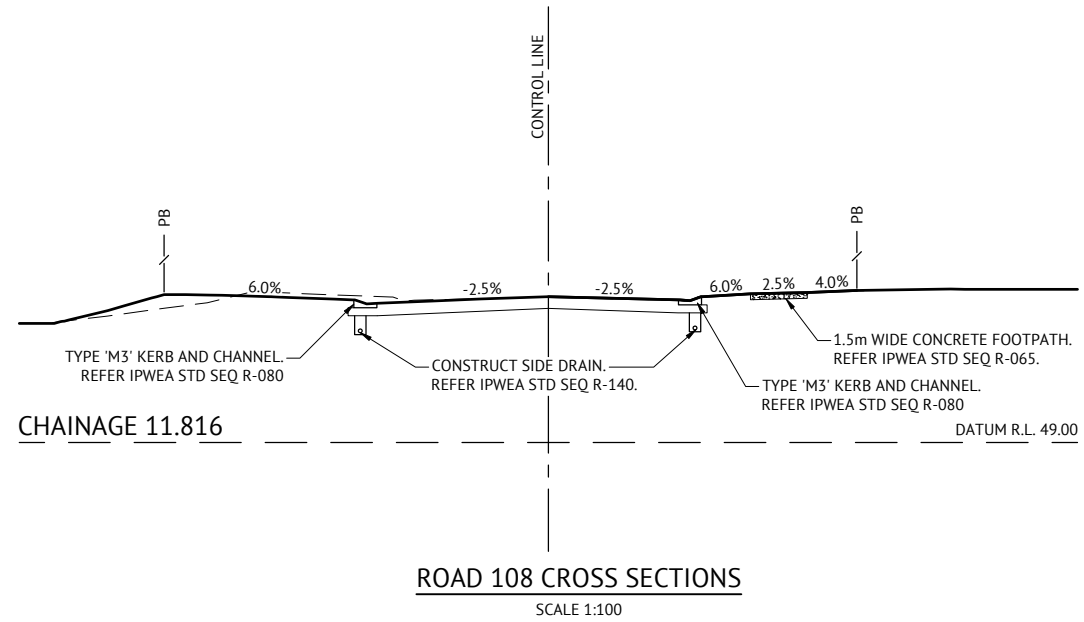 CONTROL LINE
PB
PB
6.0%
-2.5%
-2.5%
6.0%
2.5%
4.0%
TYPE 'M3' KERB AND CHANNEL.
REFER IPWEA STD SEQ R-080
CONSTRUCT SIDE DRAIN.
REFER IPWEA STD SEQ R-140.
1.5m WIDE CONCRETE FOOTPATH.
REFER IPWEA STD SEQ R-065.
TYPE 'M3' KERB AND CHANNEL.
REFER IPWEA STD SEQ R-080
CHAINAGE 11.816
DATUM R.L. 49.00
ROAD 108 CROSS SECTIONS
SCALE 1:100